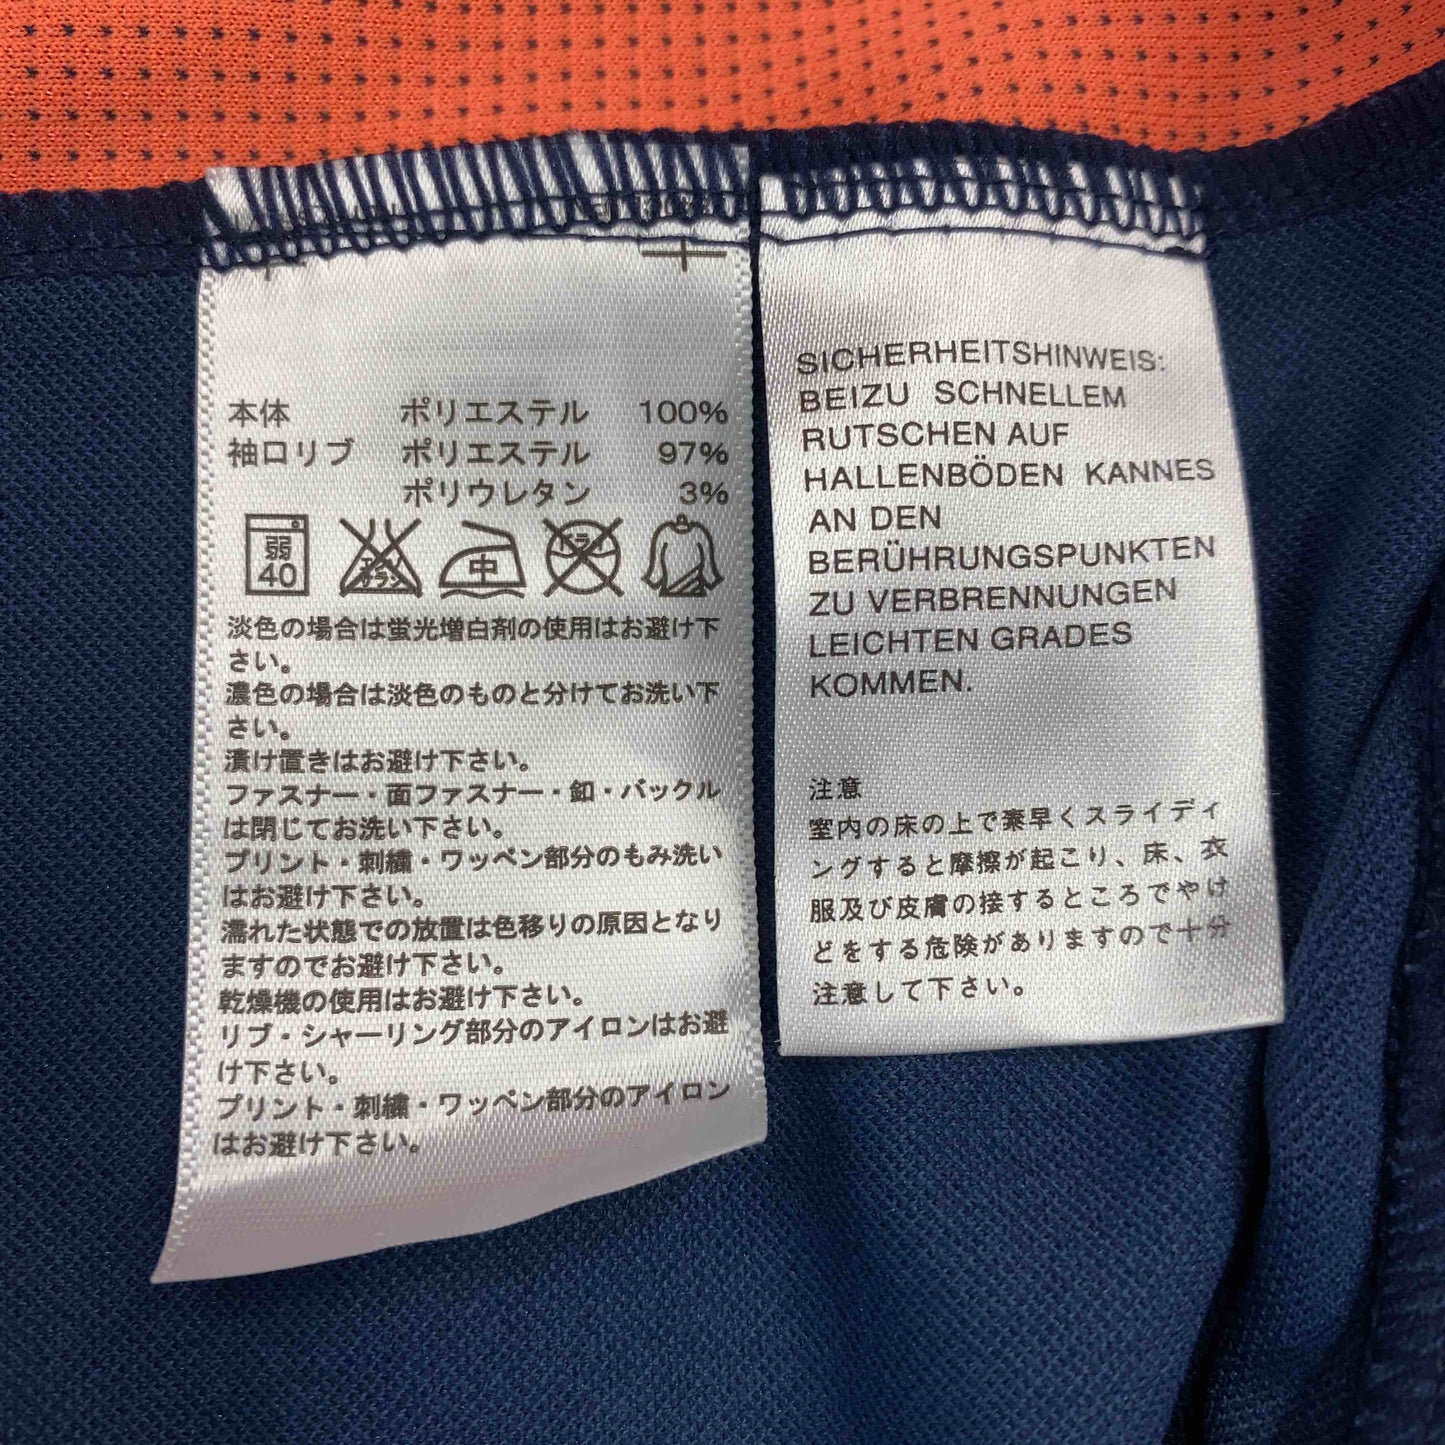 本体 ポリエステル 100%
袖口リブ ポリエステル 97%
ポリウレタン 3%
弱
40
エンソ
サラシ
中
ドライ
淡色の場合は蛍光増白剤の使用はお避け下
さい。
濃色の場合は淡色のものと分けてお洗い下
さい。
漬け置きはお避け下さい。
ファスナー・面ファスナー・釦・バックル
は閉じてお洗い下さい。
プリント・刺繍・ワッペン部分のもみ洗い
はお避け下さい。
濡れた状態での放置は色移りの原因となり
ますのでお避け下さい。
乾燥機の使用はお避け下さい。
リブ・シャーリング部分のアイロンはお避
け下さい。
プリント・刺繍・ワッペン部分のアイロン
はお避け下さい。
SICHERHEITSHINWEIS:
BEIZU SCHNELLEM
RUTSCHEN AUF
HALLENBÖDEN KANNES
AN DEN
BERÜHRUNGSPUNKTEN
ZU VERBRENNUNGEN
LEICHTEN GRADES
KOMMEN.
注意
室内の床の上で素早くスライディ
ングすると摩擦が起こり、床、衣
服及び皮膚の接するところでやけ
どをする危険がありますので十分
注意して下さい。